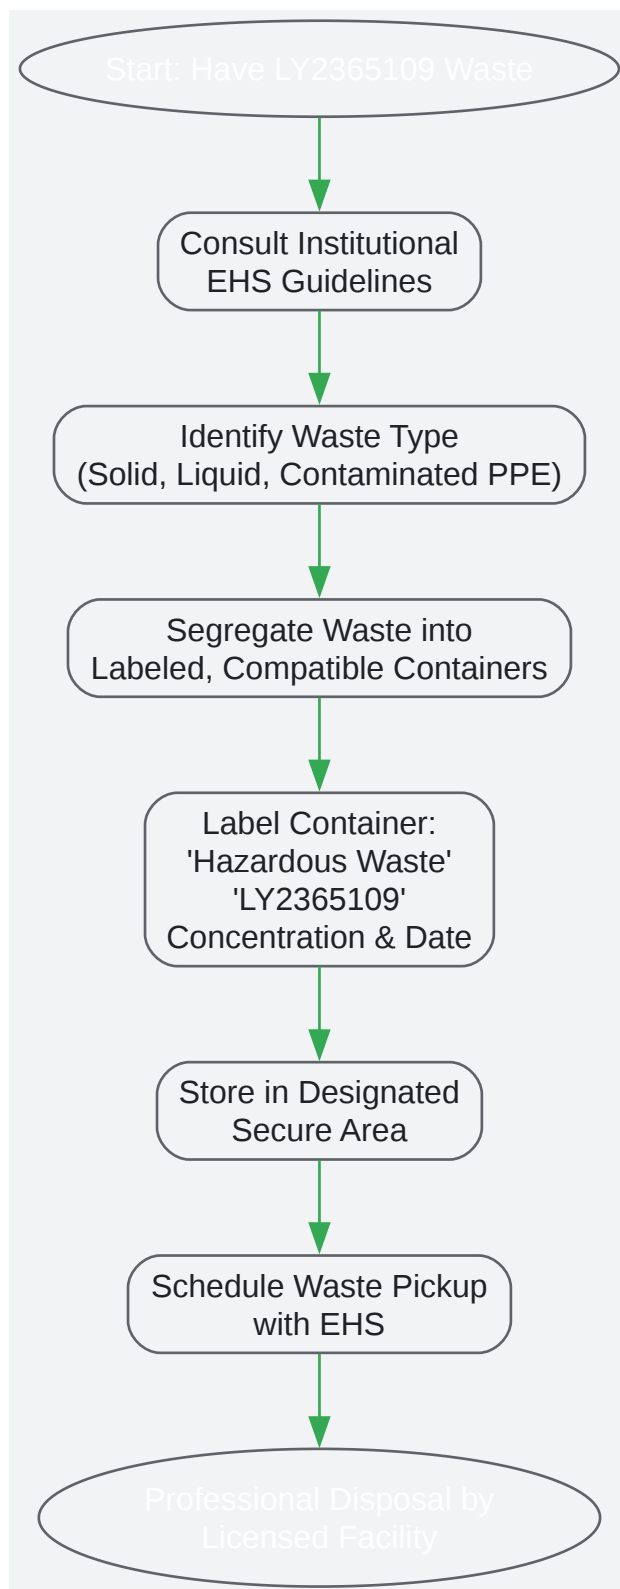 Start: Have LY2365109 Waste
Consult Institutional
EHS Guidelines
Identify Waste Type
(Solid, Liquid, Contaminated PPE)
Segregate Waste into
Labeled, Compatible Containers
Label Container:
'Hazardous Waste'
'LY2365109'
Concentration & Date
Store in Designated
Secure Area
Schedule Waste Pickup
with EHS
Professional Disposal by
Licensed Facility